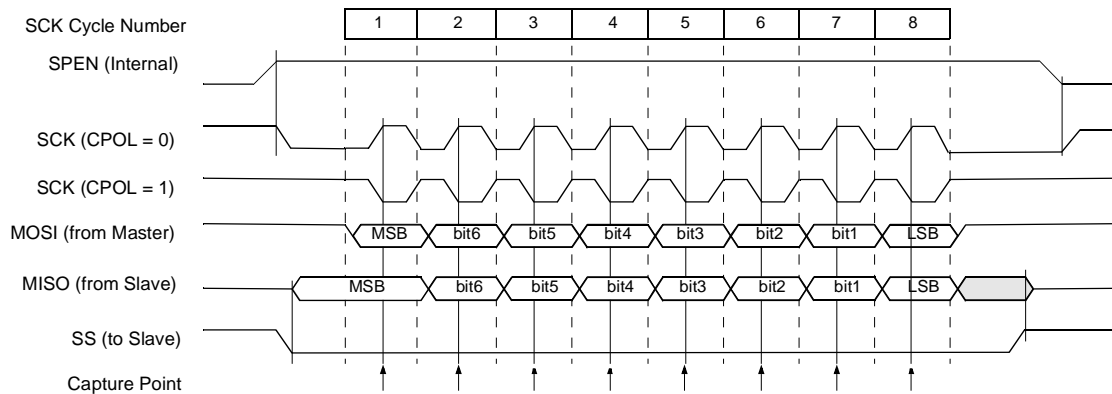 SCK Cycle Number 1 2 3 4 5 6 7 8
SPEN (Internal)
SCK (CPOL = 0)
SCK (CPOL = 1)
MOSI (from Master) MSB bit6 bit5 bit4 bit3 bit2 bit1 LSB
MISO (from Slave) MSB bit6 bit5 bit4 bit3 bit2 bit1 LSB
SS (to Slave)
Capture Point